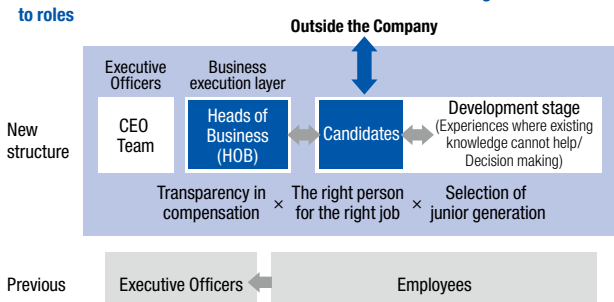 to roles
Outside the Company
Executive
Officers
Business
execution layer
New
structure
CEO
Team
Heads of
Business
(HOB)
Candidates
Development stage
(Experiences where existing
knowledge cannot help/
Decision making)
Transparency in
compensation
×
The right person
for the right job
×
Selection of
junior generation
Previous
Executive Officers
Employees